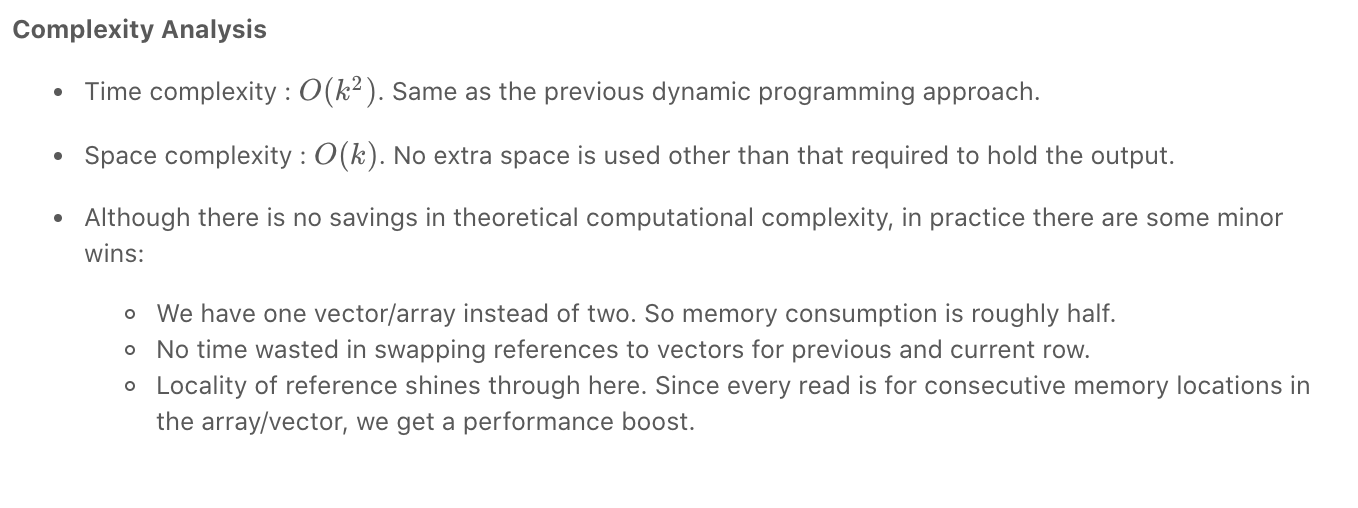 Complexity Analysis
• Time complexity : O(k²). Same as the previous dynamic programming approach.
• Space complexity : O(k). No extra space is used other than that required to hold the output.
• Although there is no savings in theoretical computational complexity, in practice there are some minor
wins:
◦ We have one vector/array instead of two. So memory consumption is roughly half.
◦ No time wasted in swapping references to vectors for previous and current row.
◦ Locality of reference shines through here. Since every read is for consecutive memory locations in
the array/vector, we get a performance boost.